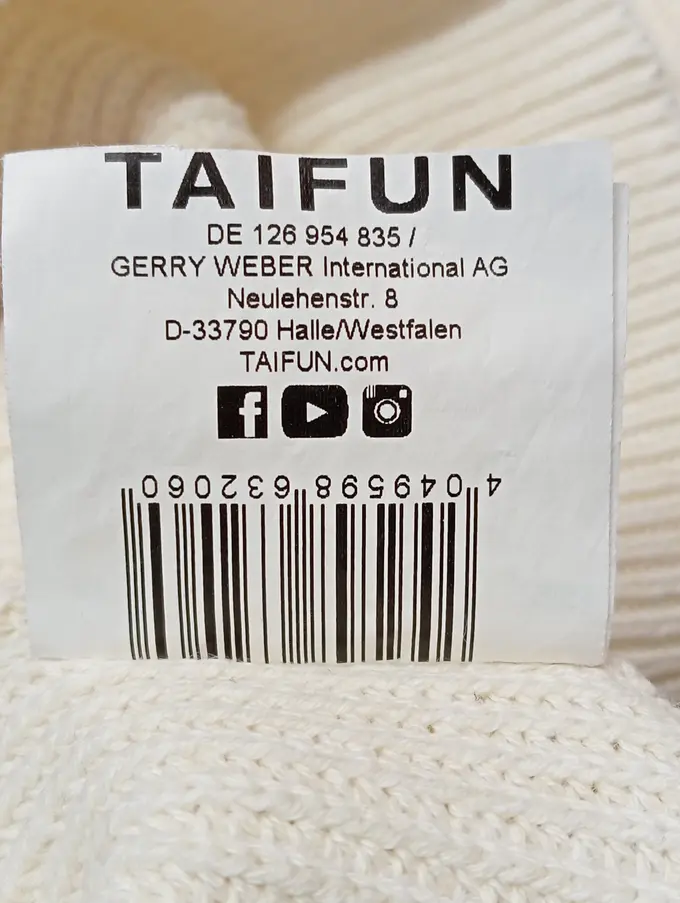 TAIFUN
DE 126 954 835 /
GERRY WEBER International AG
Neulehenstr. 8
D-33790 Halle/Westfalen
TAIFUN.com
4 049598 632060